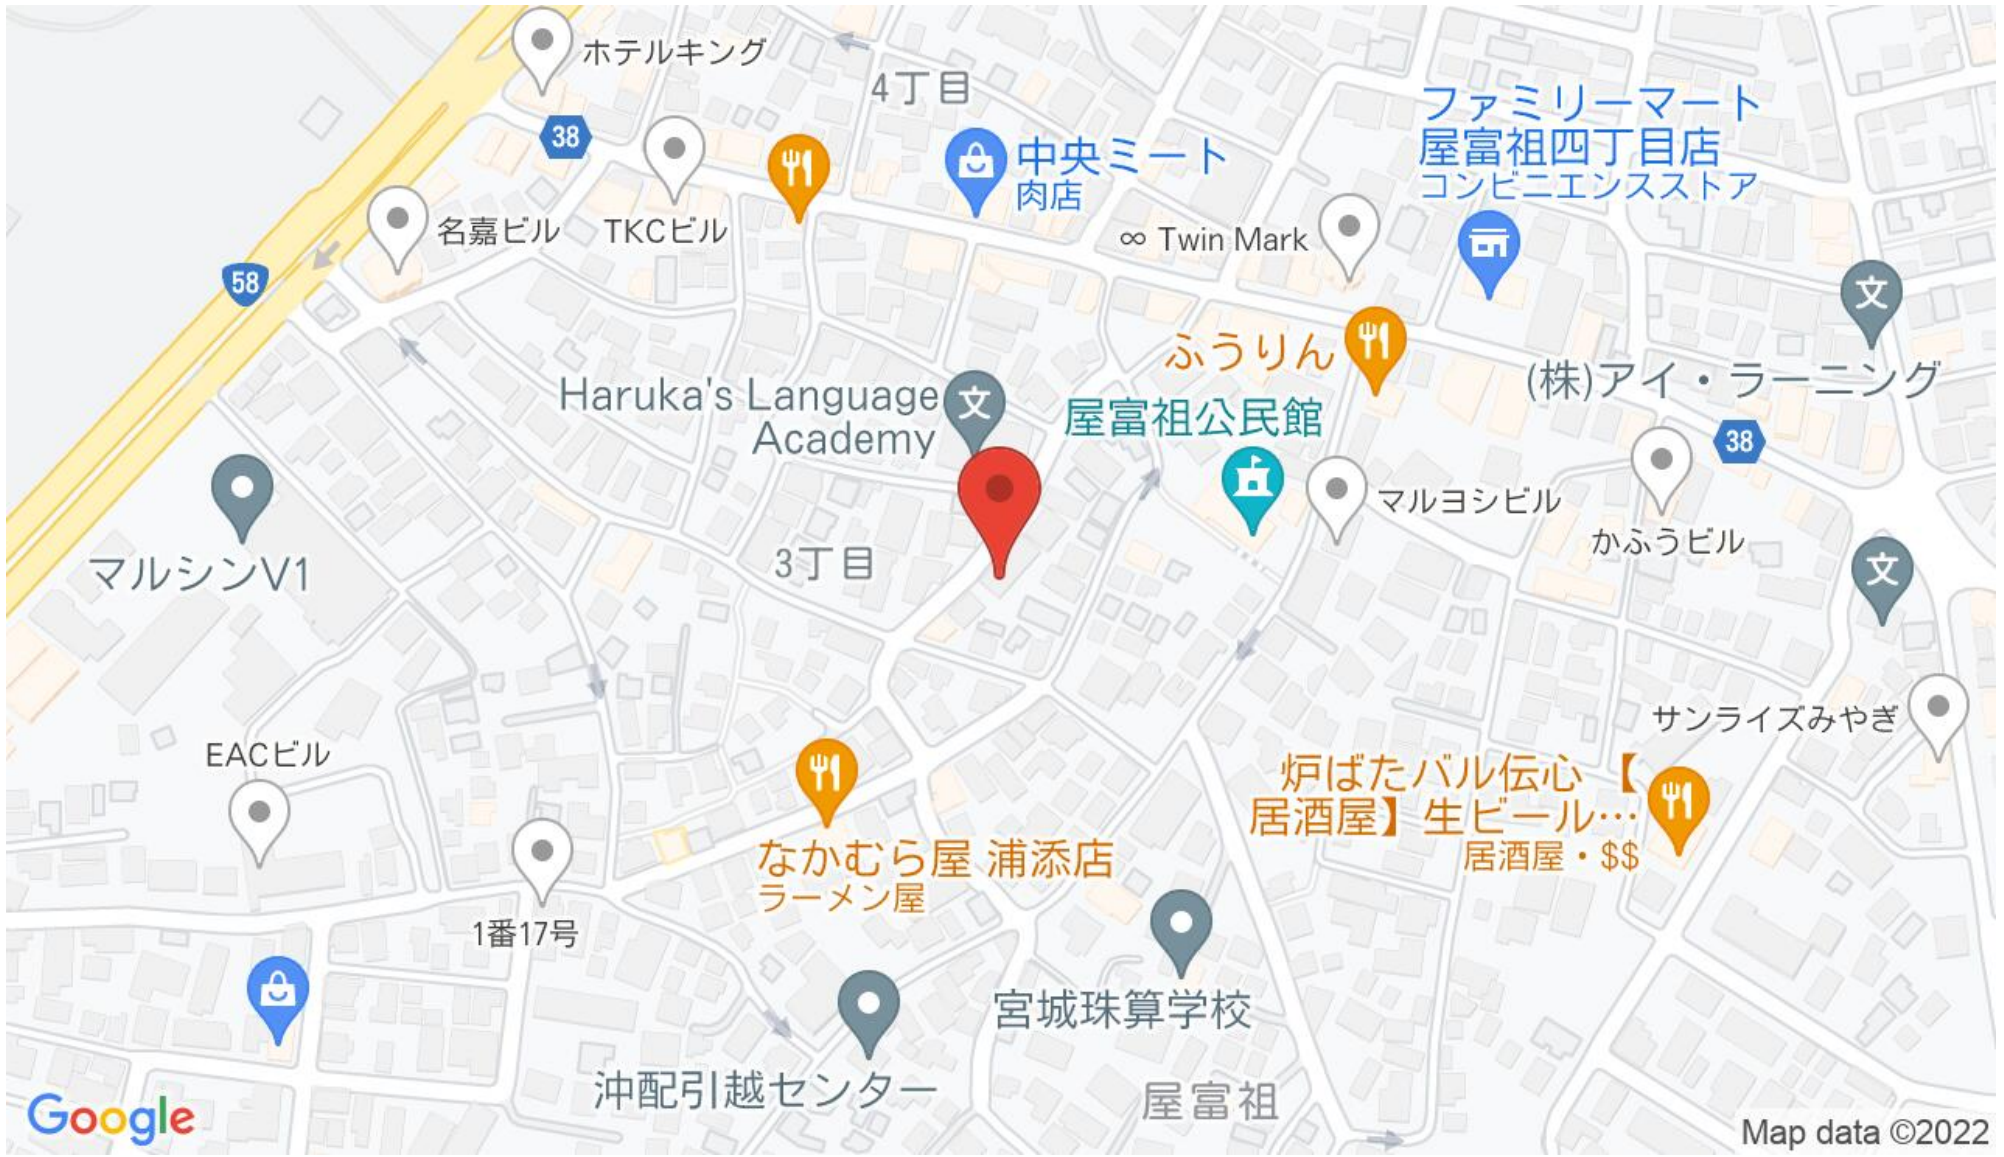 ホテルキング
4丁目
38
ファミリーマート
屋富祖四丁目店
コンビニエンスストア
中央ミート
肉店
名嘉ビル
TKCビル
∞ Twin Mark
58
文
ふうりん
(株)アイ・ラーニング
Haruka's Language
Academy
文
屋富祖公民館
38
マルヨシビル
かふうビル
マルシンV1
3丁目
文
サンライズみやぎ
EACビル
炉ばたバル伝心 【
居酒屋】生ビール…
居酒屋・$$
なかむら屋 浦添店
ラーメン屋
1番17号
宮城珠算学校
沖配引越センター
屋富祖
Google
Map data ©2022